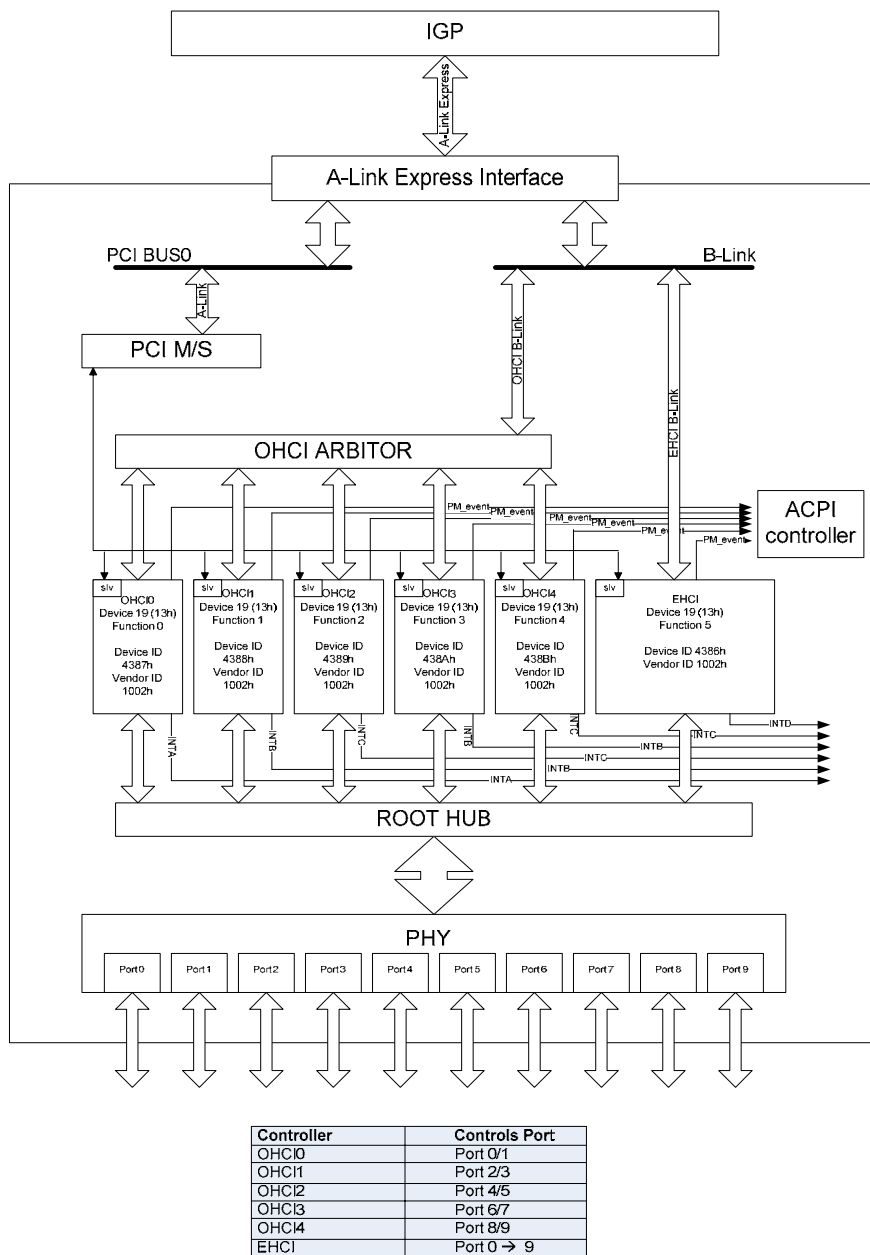 IGP
A-Link Express
A-Link Express Interface
PCI BUS0
B-Link
A-Link
PCI M/S
OHCI B-Link
EHCI B-Link
OHCI ARBITOR
PM_event
PM_event
PM_event
PM_event
PM_event
PM_event
ACPI
controller
slv
OHCI0
Device 19 (13h)
Function 0
Device ID
4387h
Vendor ID
1002h
slv
OHCI1
Device 19 (13h)
Function 1
Device ID
4388h
Vendor ID
1002h
slv
OHCI2
Device 19 (13h)
Function 2
Device ID
4389h
Vendor ID
1002h
slv
OHCI3
Device 19 (13h)
Function 3
Device ID
438Ah
Vendor ID
1002h
slv
OHCI4
Device 19 (13h)
Function 4
Device ID
438Bh
Vendor ID
1002h
slv
EHCI
Device 19 (13h)
Function 5
Device ID 4386h
Vendor ID 1002h
INTA
INTB
INTC
INTB
INTC
INTD
INTC
INTB
INTC
INTB
INTA
ROOT HUB
PHY
Port0
Port1
Port2
Port3
Port4
Port5
Port6
Port7
Port8
Port9
Controller Controls Port
OHCI0 Port 0/1
OHCI1 Port 2/3
OHCI2 Port 4/5
OHCI3 Port 6/7
OHCI4 Port 8/9
EHCI Port 0 → 9